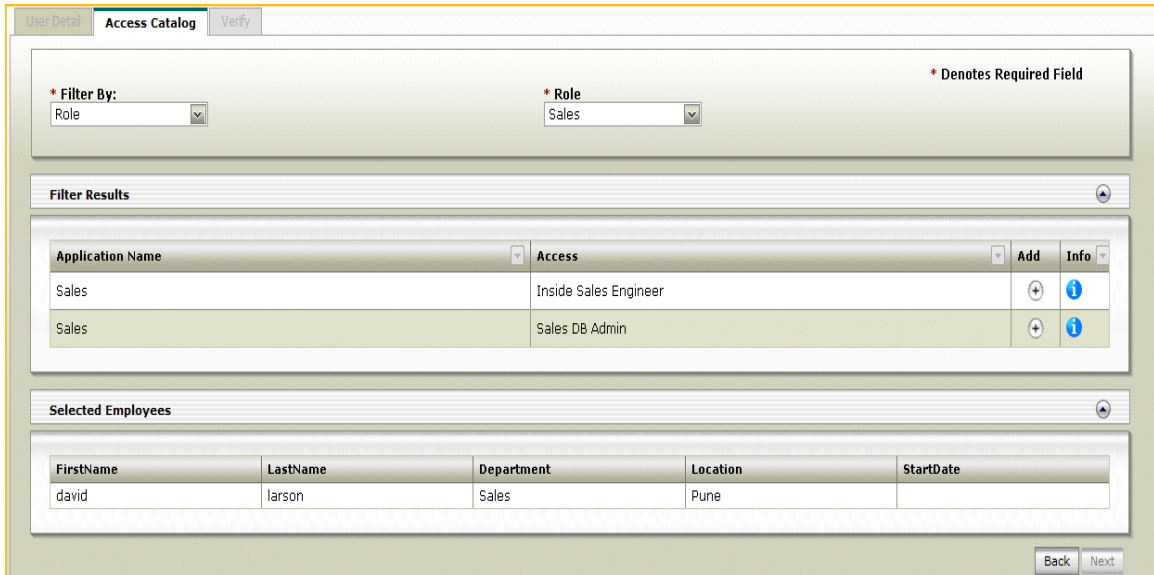 User Detail Access Catalog Verify
* Denotes Required Field
* Filter By: * Role
Role Sales
Filter Results
Application Name Access Add Info
Sales Inside Sales Engineer
Sales Sales DB Admin
Selected Employees
FirstName LastName Department Location StartDate
david larson Sales Pune
Back Next